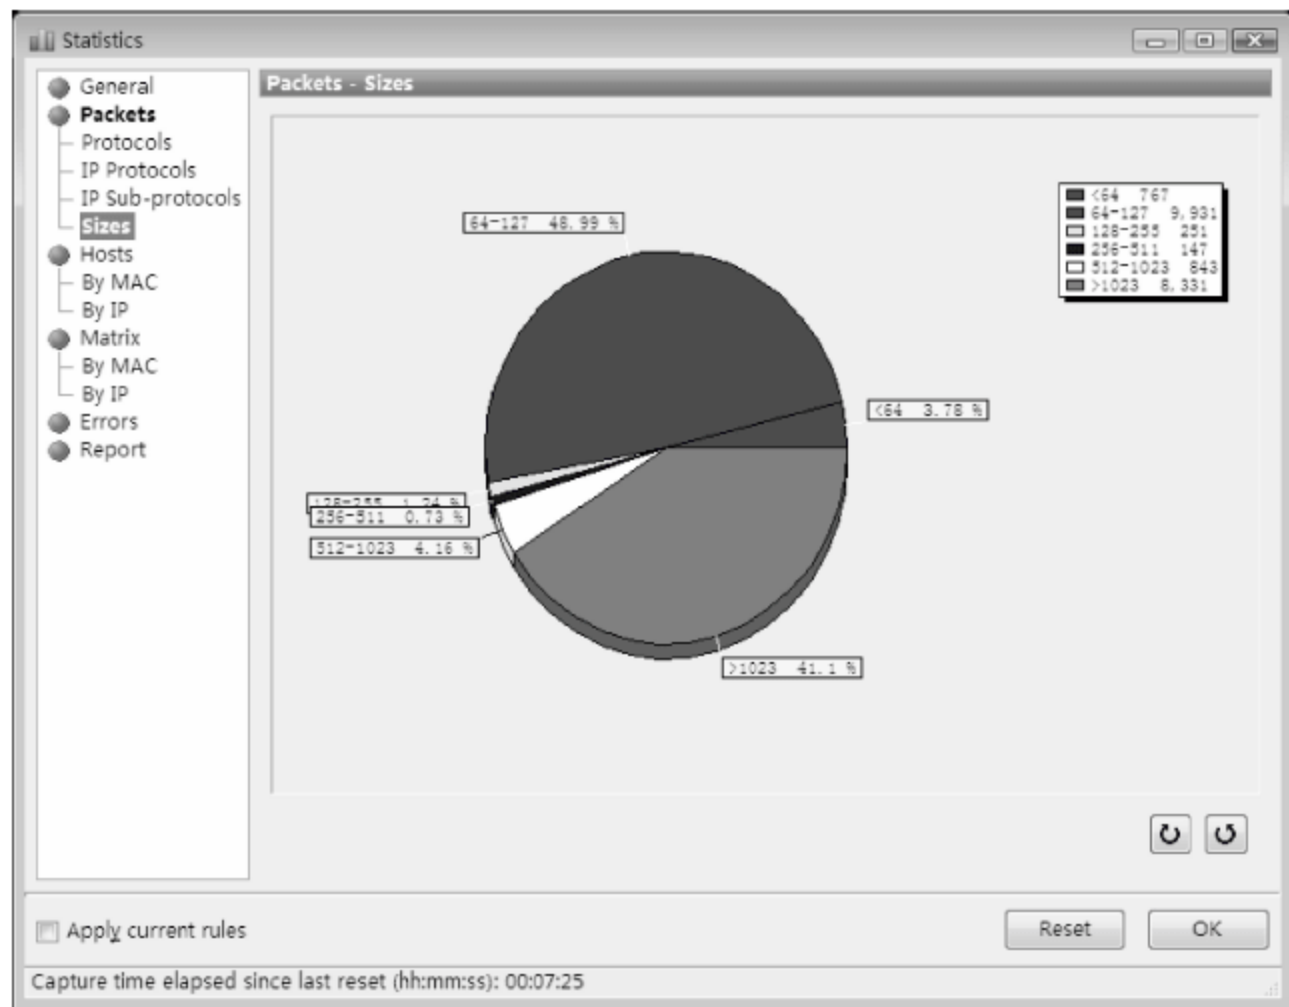 Statistics
General
Packets
Protocols
IP Protocols
IP Sub-protocols
Sizes
Hosts
By MAC
By IP
Matrix
By MAC
By IP
Errors
Report
Packets - Sizes
<64 767
64-127 9,931
128-255 251
256-511 147
512-1023 843
>1023 8,331
64-127 48.99 %
<64 3.78 %
128-255 1.24 %
256-511 0.73 %
512-1023 4.16 %
>1023 41.1 %
Apply current rules
Reset
OK
Capture time elapsed since last reset (hh:mm:ss): 00:07:25